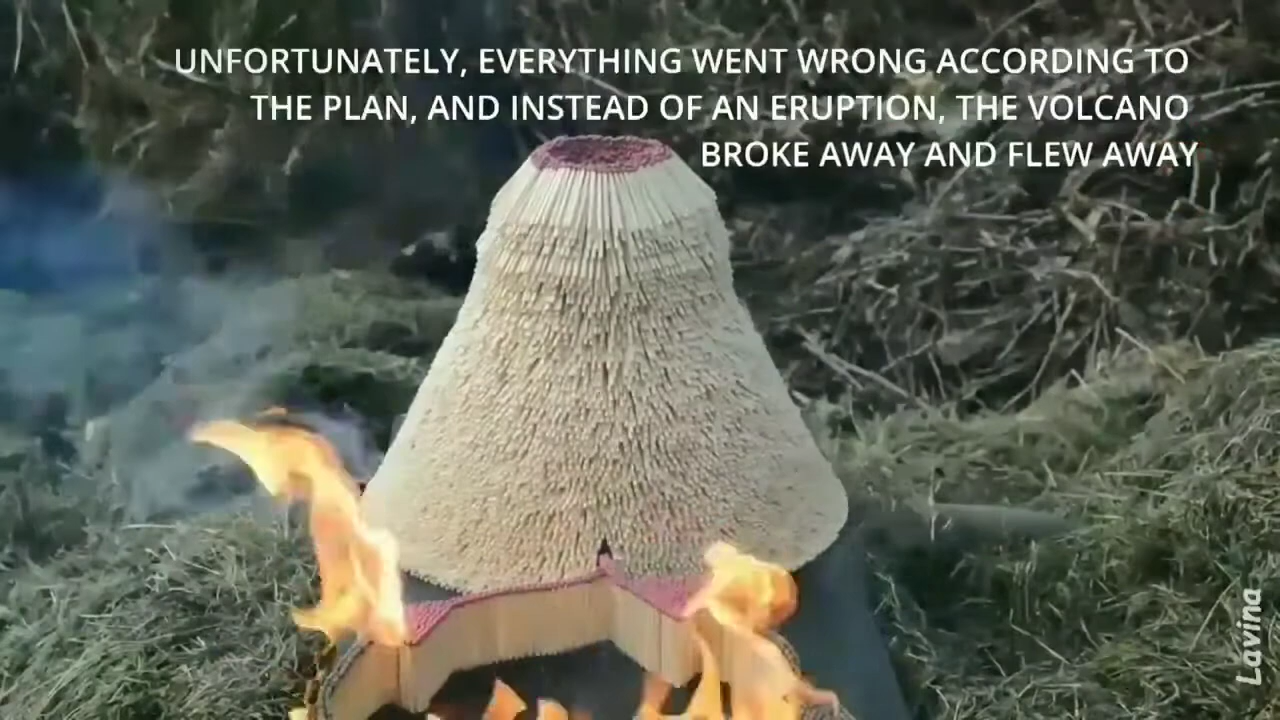 UNFORTUNATELY, EVERYTHING WENT WRONG ACCORDING TO
THE PLAN, AND INSTEAD OF AN ERUPTION, THE VOLCANO
BROKE AWAY AND FLEW AWAY
Lavina